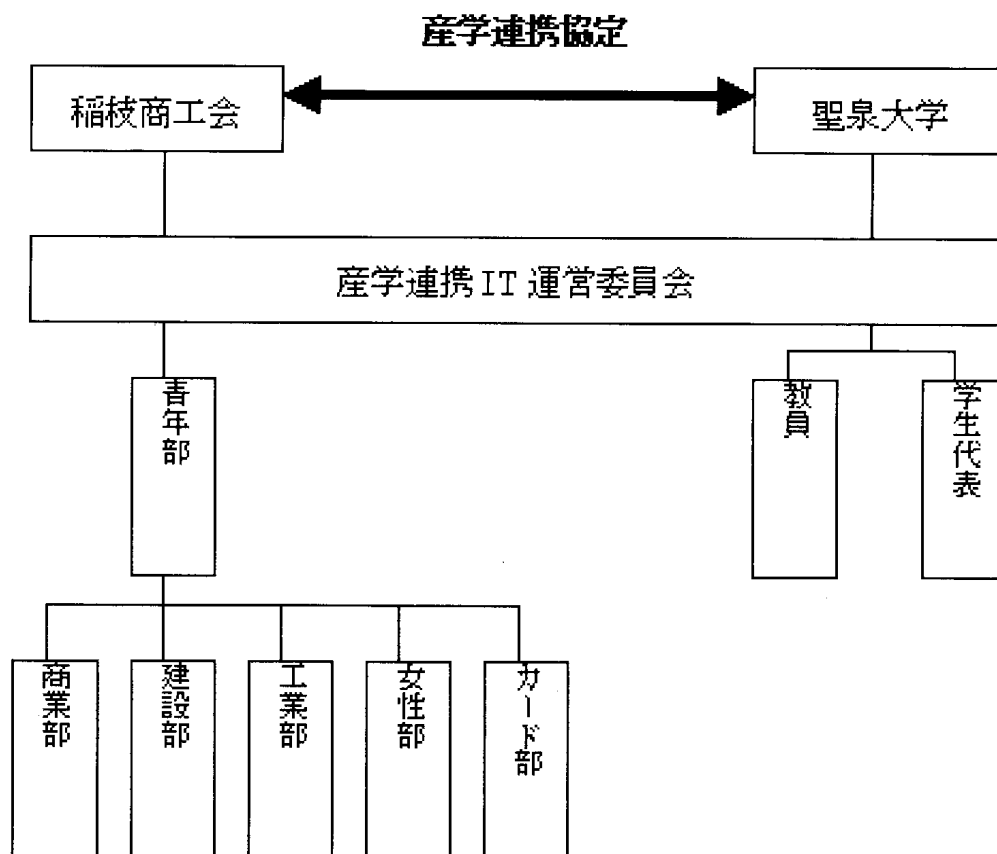 産学連携協定
稲枝商工会
聖泉大学
産学連携IT運営委員会
青年部
教員
学生代表
商業部
建設部
工業部
女性部
カード部